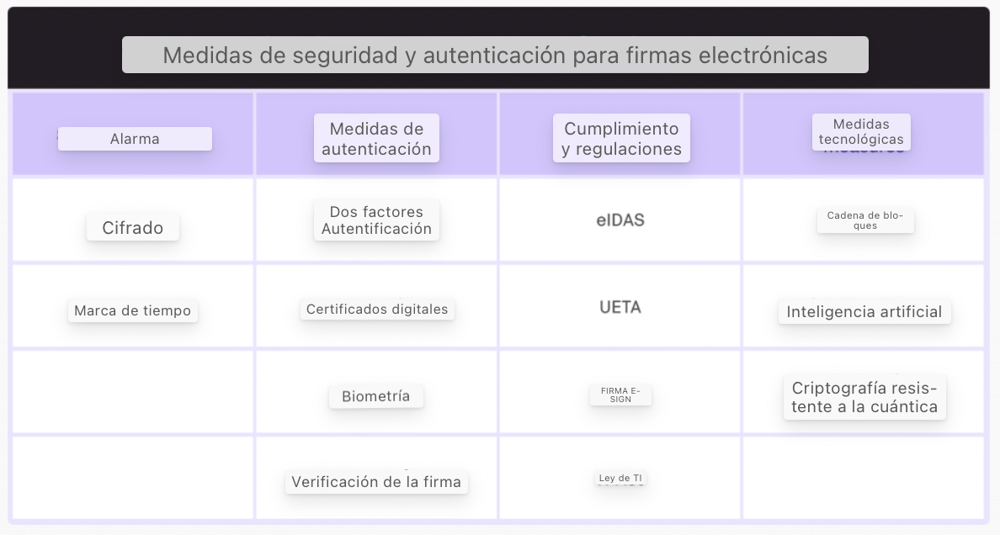 Medidas de seguridad y autenticación para firmas electrónicas
Alarma
Medidas de
autenticación
Cumplimiento
y regulaciones
Medidas
tecnológicas
Cifrado
Dos factores
Autentificación
eIDAS
Cadena de blo-
ques
Marca de tiempo
Certificados digitales
UETA
Inteligencia artificial
Biometría
FIRMA E-
SIGN
Criptografía resis-
tente a la cuántica
Verificación de la firma
Ley de TI